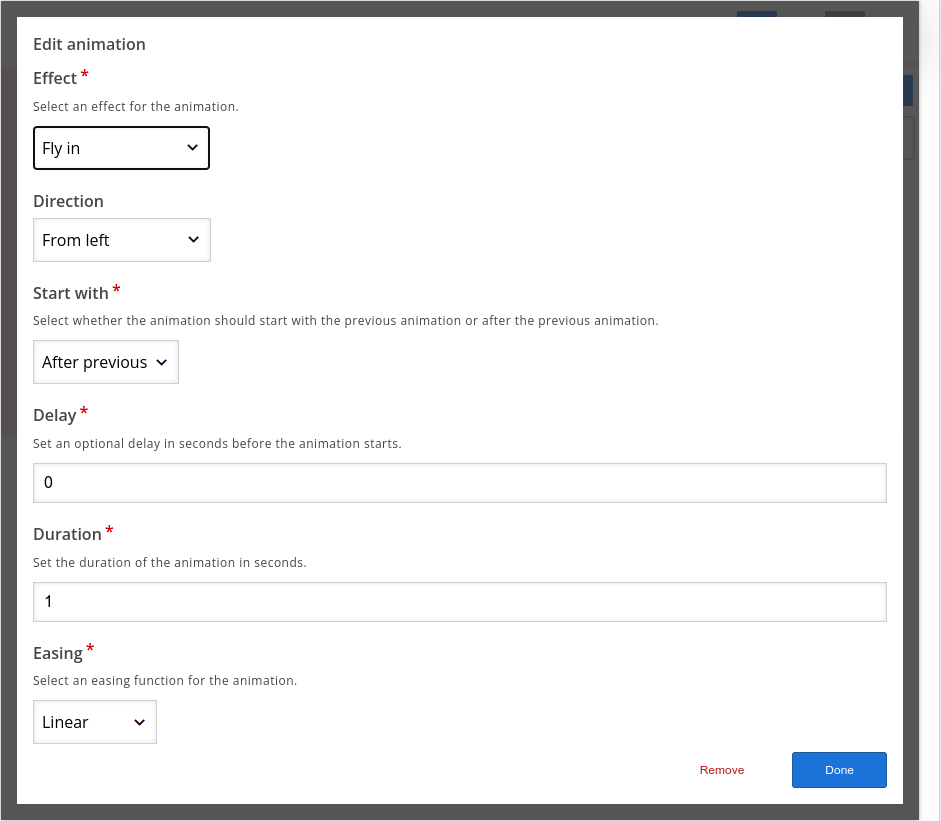 Edit animation
Effect *
Select an effect for the animation.
Fly in
Direction
From left
Start with *
Select whether the animation should start with the previous animation or after the previous animation.
After previous
Delay *
Set an optional delay in seconds before the animation starts.
0
Duration *
Set the duration of the animation in seconds.
1
Easing *
Select an easing function for the animation.
Linear
Remove Done